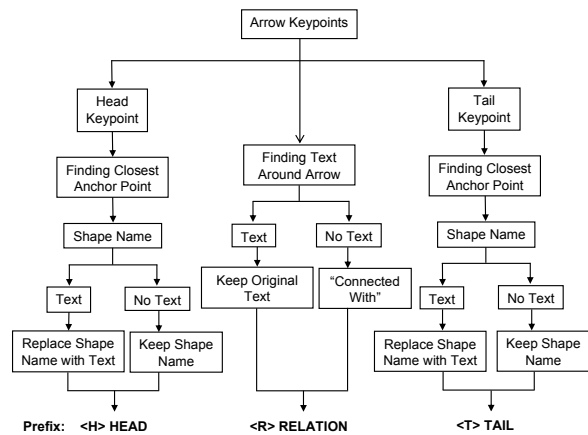 Arrow Keypoints
Head
Keypoint
Tail
Keypoint
Finding Text
Around Arrow
Finding Closest
Anchor Point
Finding Closest
Anchor Point
Shape Name
Text
No Text
Shape Name
Text
No Text
Keep Original
Text
“Connected
With”
Text
No Text
Replace Shape
Name with Text
Keep Shape
Name
Replace Shape
Name with Text
Keep Shape
Name
Prefix: <H> HEAD
<R> RELATION
<T> TAIL